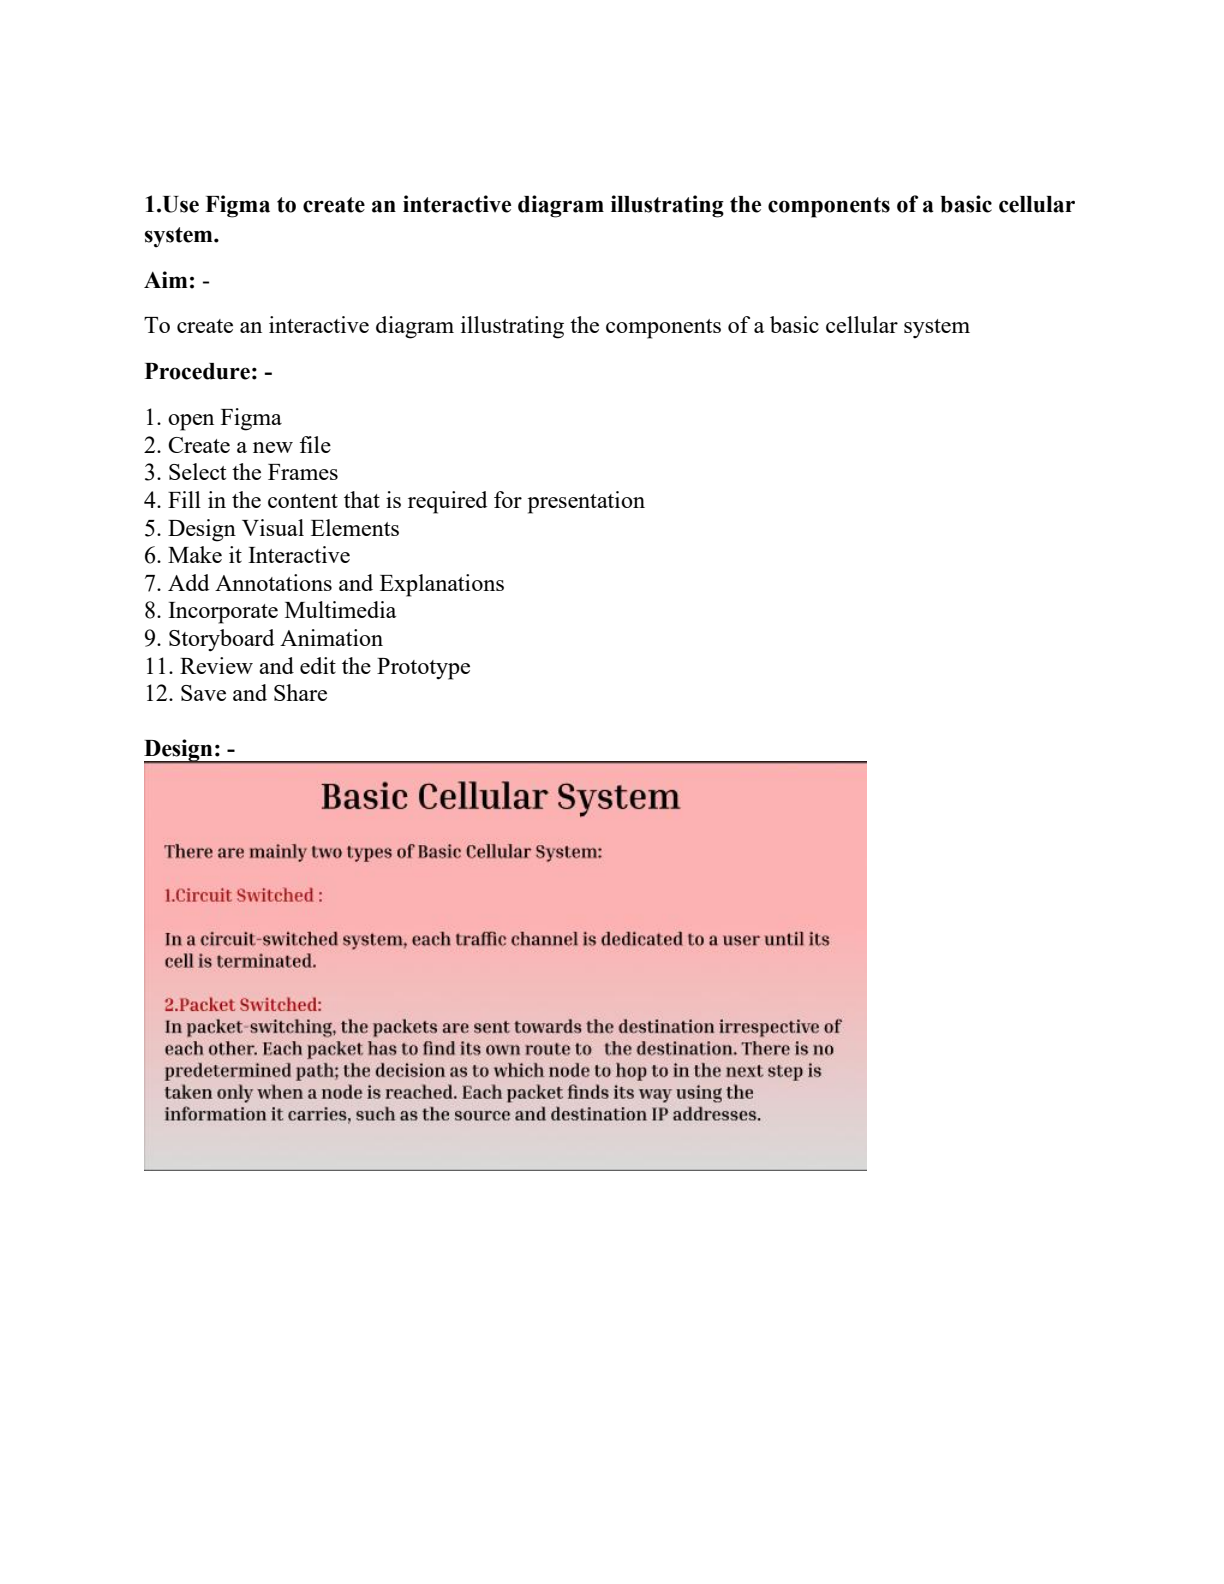 1.Use Figma to create an interactive diagram illustrating the components of a basic cellular
system.
Aim: -
To create an interactive diagram illustrating the components of a basic cellular system
Procedure: -
1. open Figma
2. Create a new file
3. Select the Frames
4. Fill in the content that is required for presentation
5. Design Visual Elements
6. Make it Interactive
7. Add Annotations and Explanations
8. Incorporate Multimedia
9. Storyboard Animation
11. Review and edit the Prototype
12. Save and Share
Design: -
Basic Cellular System
There are mainly two types of Basic Cellular System:
1.Circuit Switched :
In a circuit-switched system, each traffic channel is dedicated to a user until its
cell is terminated.
2.Packet Switched:
In packet-switching, the packets are sent towards the destination irrespective of
each other. Each packet has to find its own route to the destination. There is no
predetermined path; the decision as to which node to hop to in the next step is
taken only when a node is reached. Each packet finds its way using the
information it carries, such as the source and destination IP addresses.